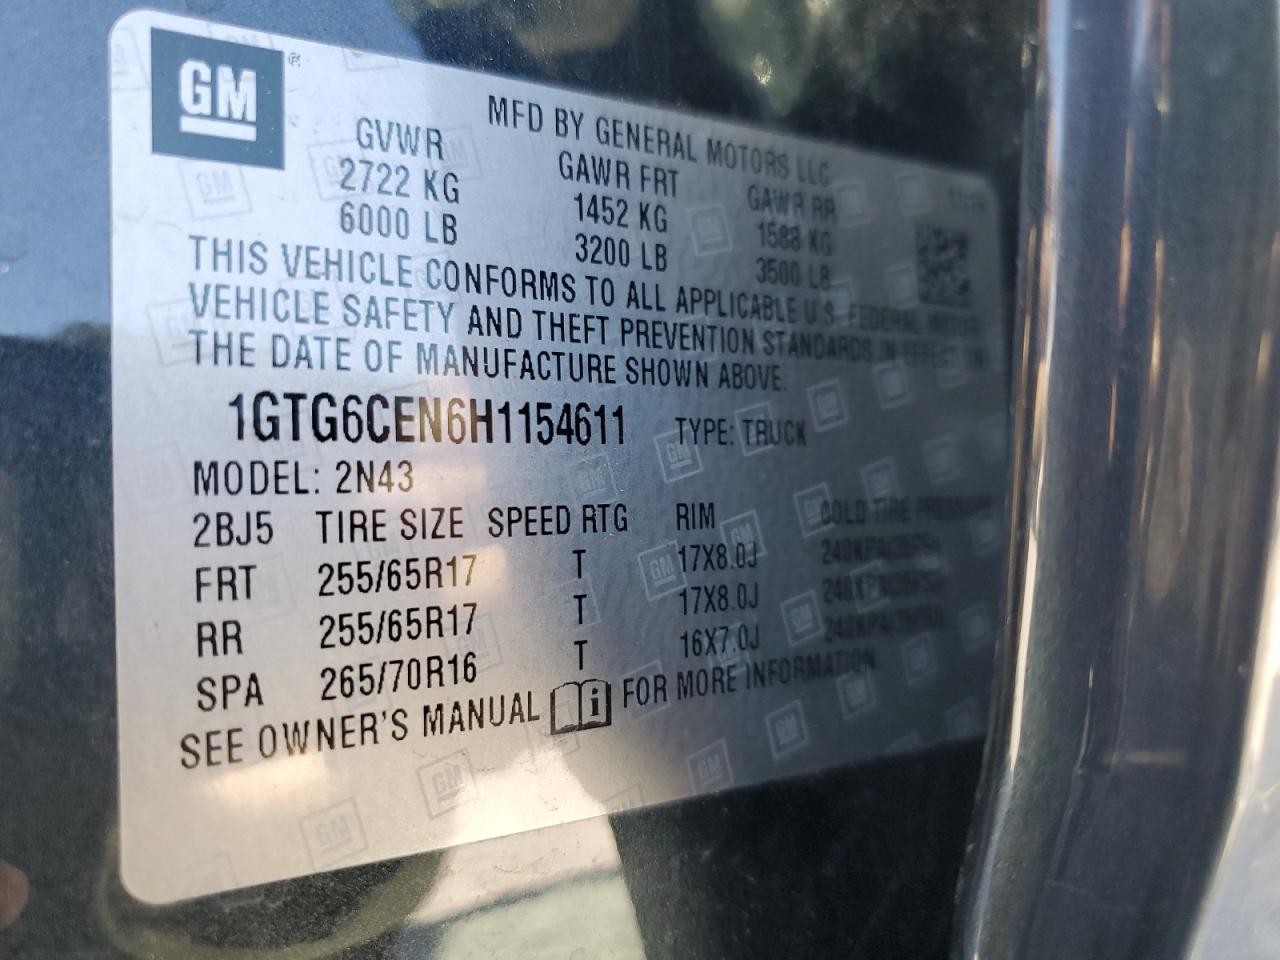 GM ®
MFD BY GENERAL MOTORS LLC
GVWR GAWR FRT GAWR RR
2722 KG 1452 KG 1588 KG
6000 LB 3200 LB 3500 LB
THIS VEHICLE CONFORMS TO ALL APPLICABLE U.S. FEDERAL MOTOR
VEHICLE SAFETY AND THEFT PREVENTION STANDARDS IN EFFECT ON
THE DATE OF MANUFACTURE SHOWN ABOVE.
1GTG6CEN6H1154611 TYPE: TRUCK
MODEL: 2N43
2BJ5 TIRE SIZE SPEED RTG RIM COLD TIRE PRESSURE
FRT 255/65R17 T 17X8.0J
RR 255/65R17 T 17X8.0J
SPA 265/70R16 T 16X7.0J
SEE OWNER'S MANUAL i FOR MORE INFORMATION